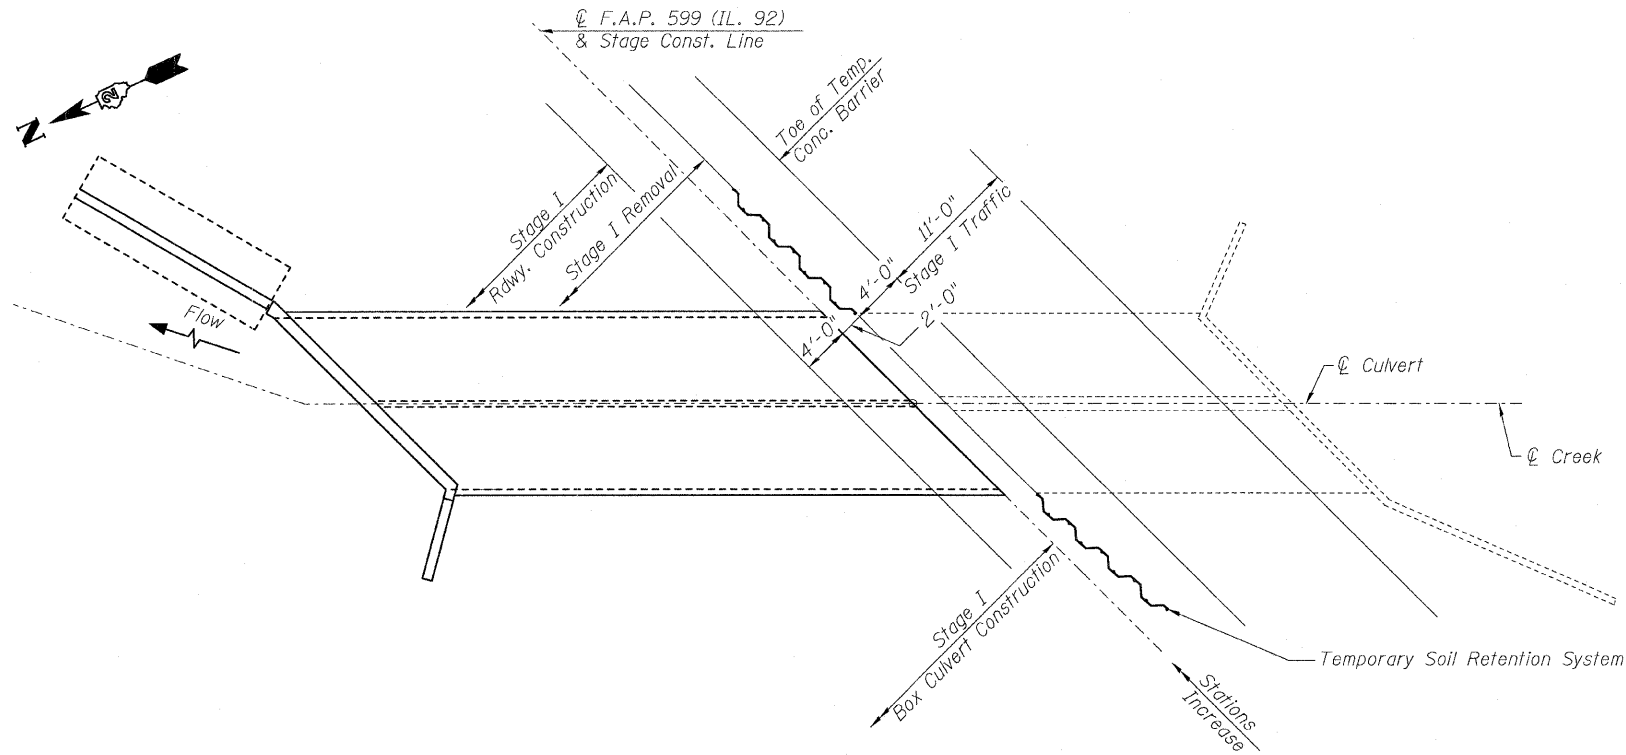 ℄ F.A.P. 599 (IL. 92)
& Stage Const. Line
N
Toe of Temp.
Conc. Barrier
Stage I
Rdwy. Construction
Stage I Removal
11'-0"
Stage I Traffic
4'-0"
2'-0"
4'-0"
Flow
℄ Culvert
℄ Creek
Stage I
Box Culvert Construction
Temporary Soil Retention System
Stations
Increase